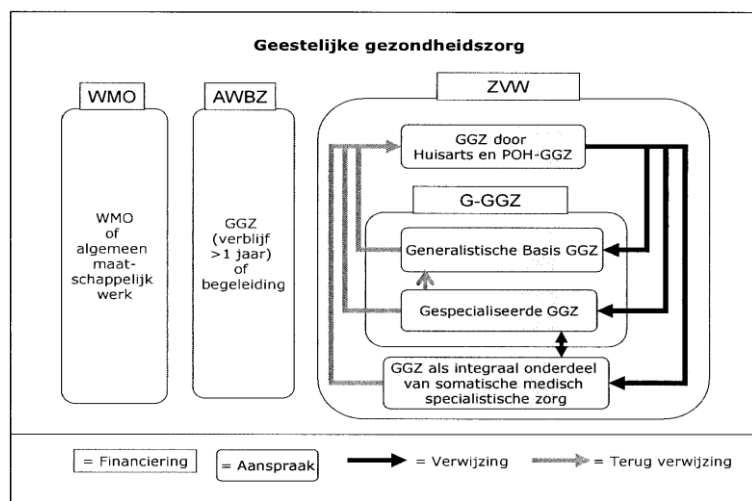 Geestelijke gezondheidszorg
WMO
AWBZ
ZVW
WMO
of
algemeen
maat-
schappelijk
werk
GGZ
(verblijf
>1 jaar)
of
begeleiding
GGZ door
Huisarts en POH-GGZ
G-GGZ
Generalistische Basis GGZ
Gespecialiseerde GGZ
GGZ als integraal onderdeel
van somatische medisch
specialistische zorg
= Financiering
= Aanspraak
= Verwijzing
= Terug verwijzing